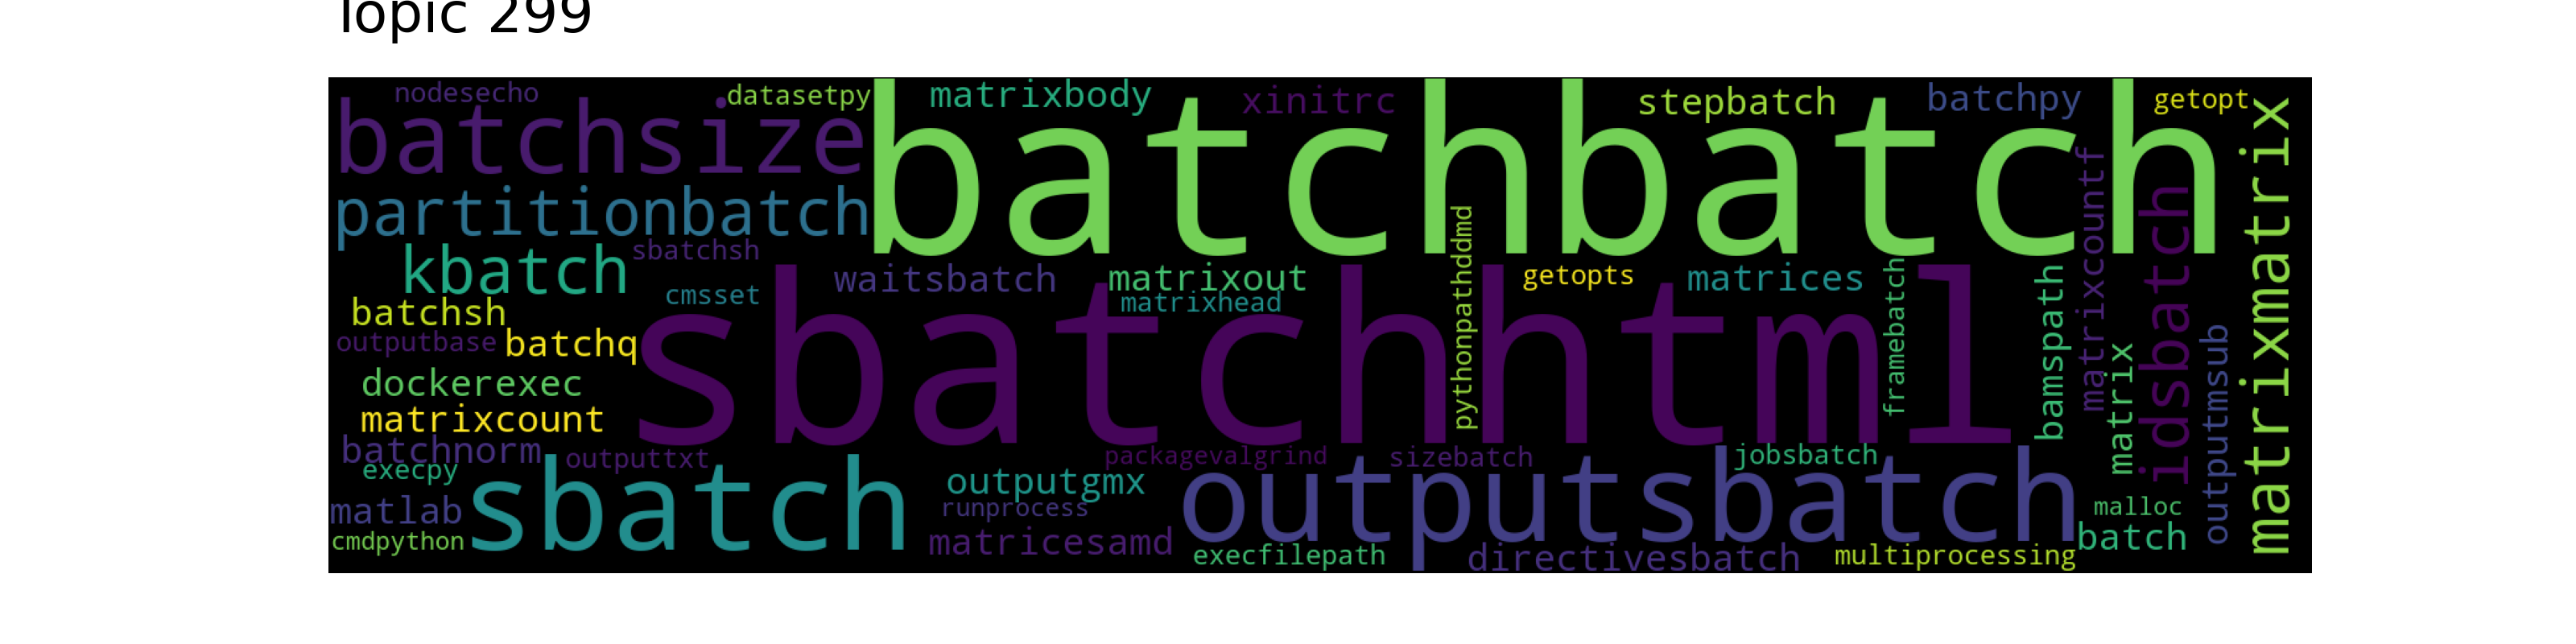 Topic 299
nodesecho
datasetpy
matrixbody
xinitrc
stepbatch
batchpy
getopt
batchsize
batchbatch
partitionbatch
kbatch
sbatchsh
waitsbatch
matrixout
getopts
matrices
batchsh
cmsset
matrixhead
sbatchhtml
outputbase
batchq
pythonpathddmd
framebatch
bamspath
matrixcountf
matrix
idsbatch
outputmsub
matrixmatrix
dockerexec
matrixcount
batchnorm
outputtxt
packagevalgrind
sizebatch
jobsbatch
execpy
sbatch
outputgmx
outputsbatch
matlab
runprocess
malloc
cmdpython
matricesamd
execfilepath
directivesbatch
multiprocessing
batch